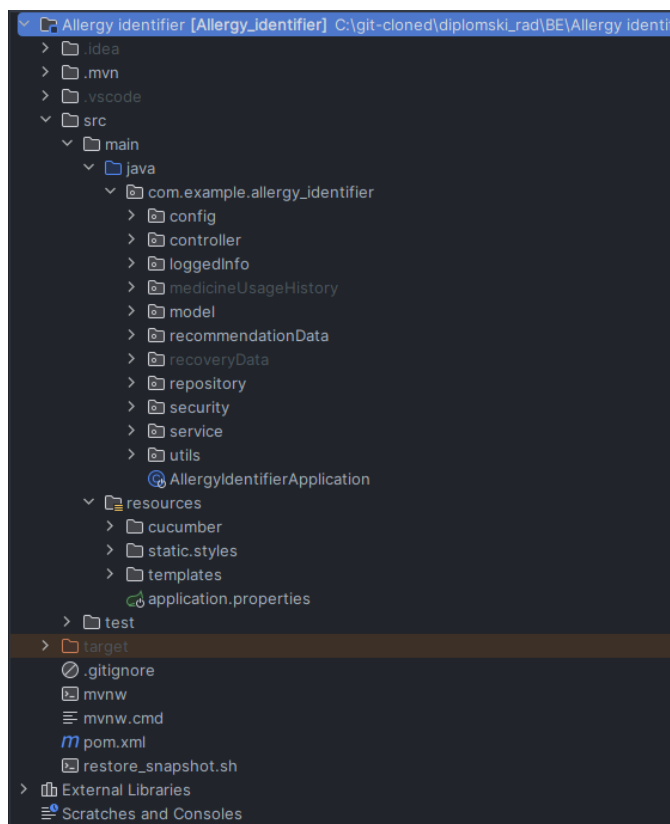 Allergy identifier [Allergy_identifier] C:\git-cloned\diplomski_rad\BE\Allergy identi
.idea
.mvn
.vscode
src
main
java
com.example.allergy_identifier
config
controller
loggedInfo
medicineUsageHistory
model
recommendationData
recoveryData
repository
security
service
utils
AllergyIdentifierApplication
resources
cucumber
static.styles
templates
application.properties
test
target
.gitignore
mvnw
mvnw.cmd
m pom.xml
restore_snapshot.sh
External Libraries
Scratches and Consoles